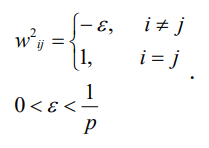 w²ᵢⱼ = { −ε, i ≠ j
1, i = j .
0 < ε < 1/p